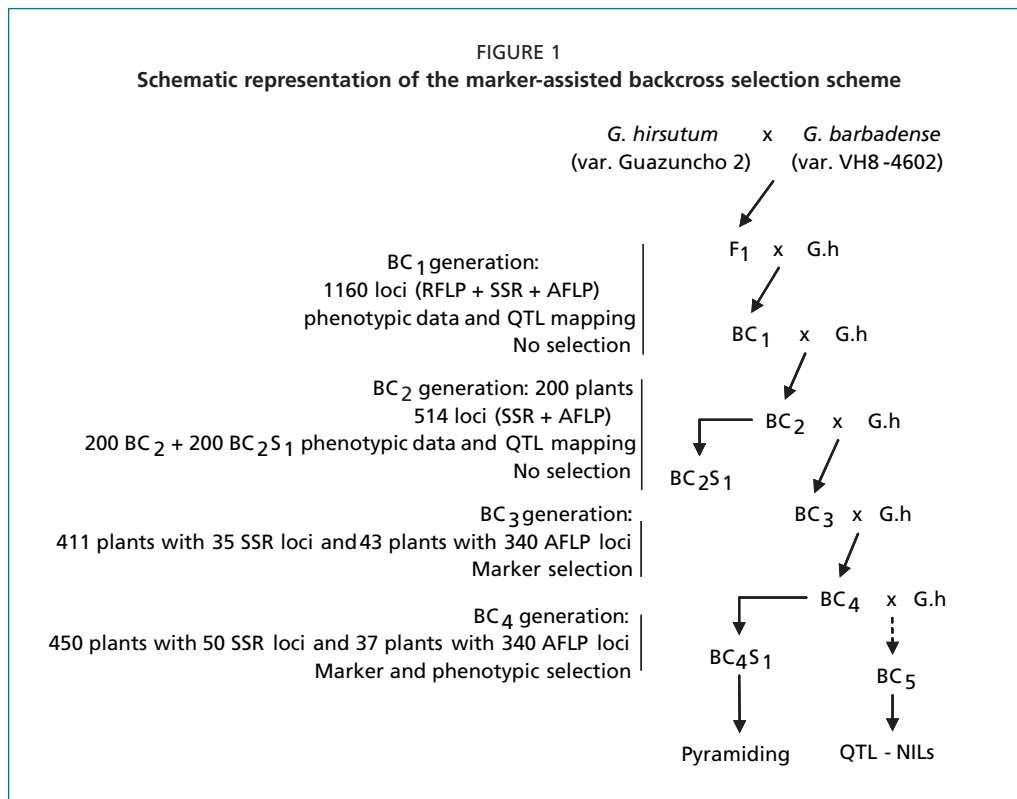 FIGURE 1
Schematic representation of the marker-assisted backcross selection scheme
G. hirsutum x G. barbadense
(var. Guazuncho 2) (var. VH8-4602)
F1 x G.h
BC1 generation:
1160 loci (RFLP + SSR + AFLP)
phenotypic data and QTL mapping
No selection
BC1 x G.h
BC2 generation: 200 plants
514 loci (SSR + AFLP)
200 BC2 + 200 BC2S1 phenotypic data and QTL mapping
No selection
BC2 x G.h
BC2S1
BC3 generation:
411 plants with 35 SSR loci and 43 plants with 340 AFLP loci
Marker selection
BC3 x G.h
BC4 x G.h
BC4 generation:
450 plants with 50 SSR loci and 37 plants with 340 AFLP loci
Marker and phenotypic selection
BC4S1
BC5
Pyramiding
QTL - NILs